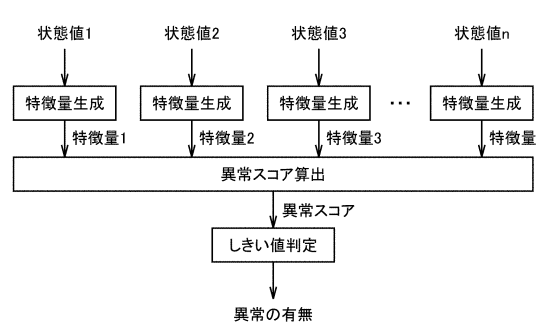 状態値1 状態値2 状態値3 状態値n
特徴量生成 特徴量生成 特徴量生成 ・・・ 特徴量生成
特徴量1 特徴量2 特徴量3 特徴量
異常スコア算出
異常スコア
しきい値判定
異常の有無